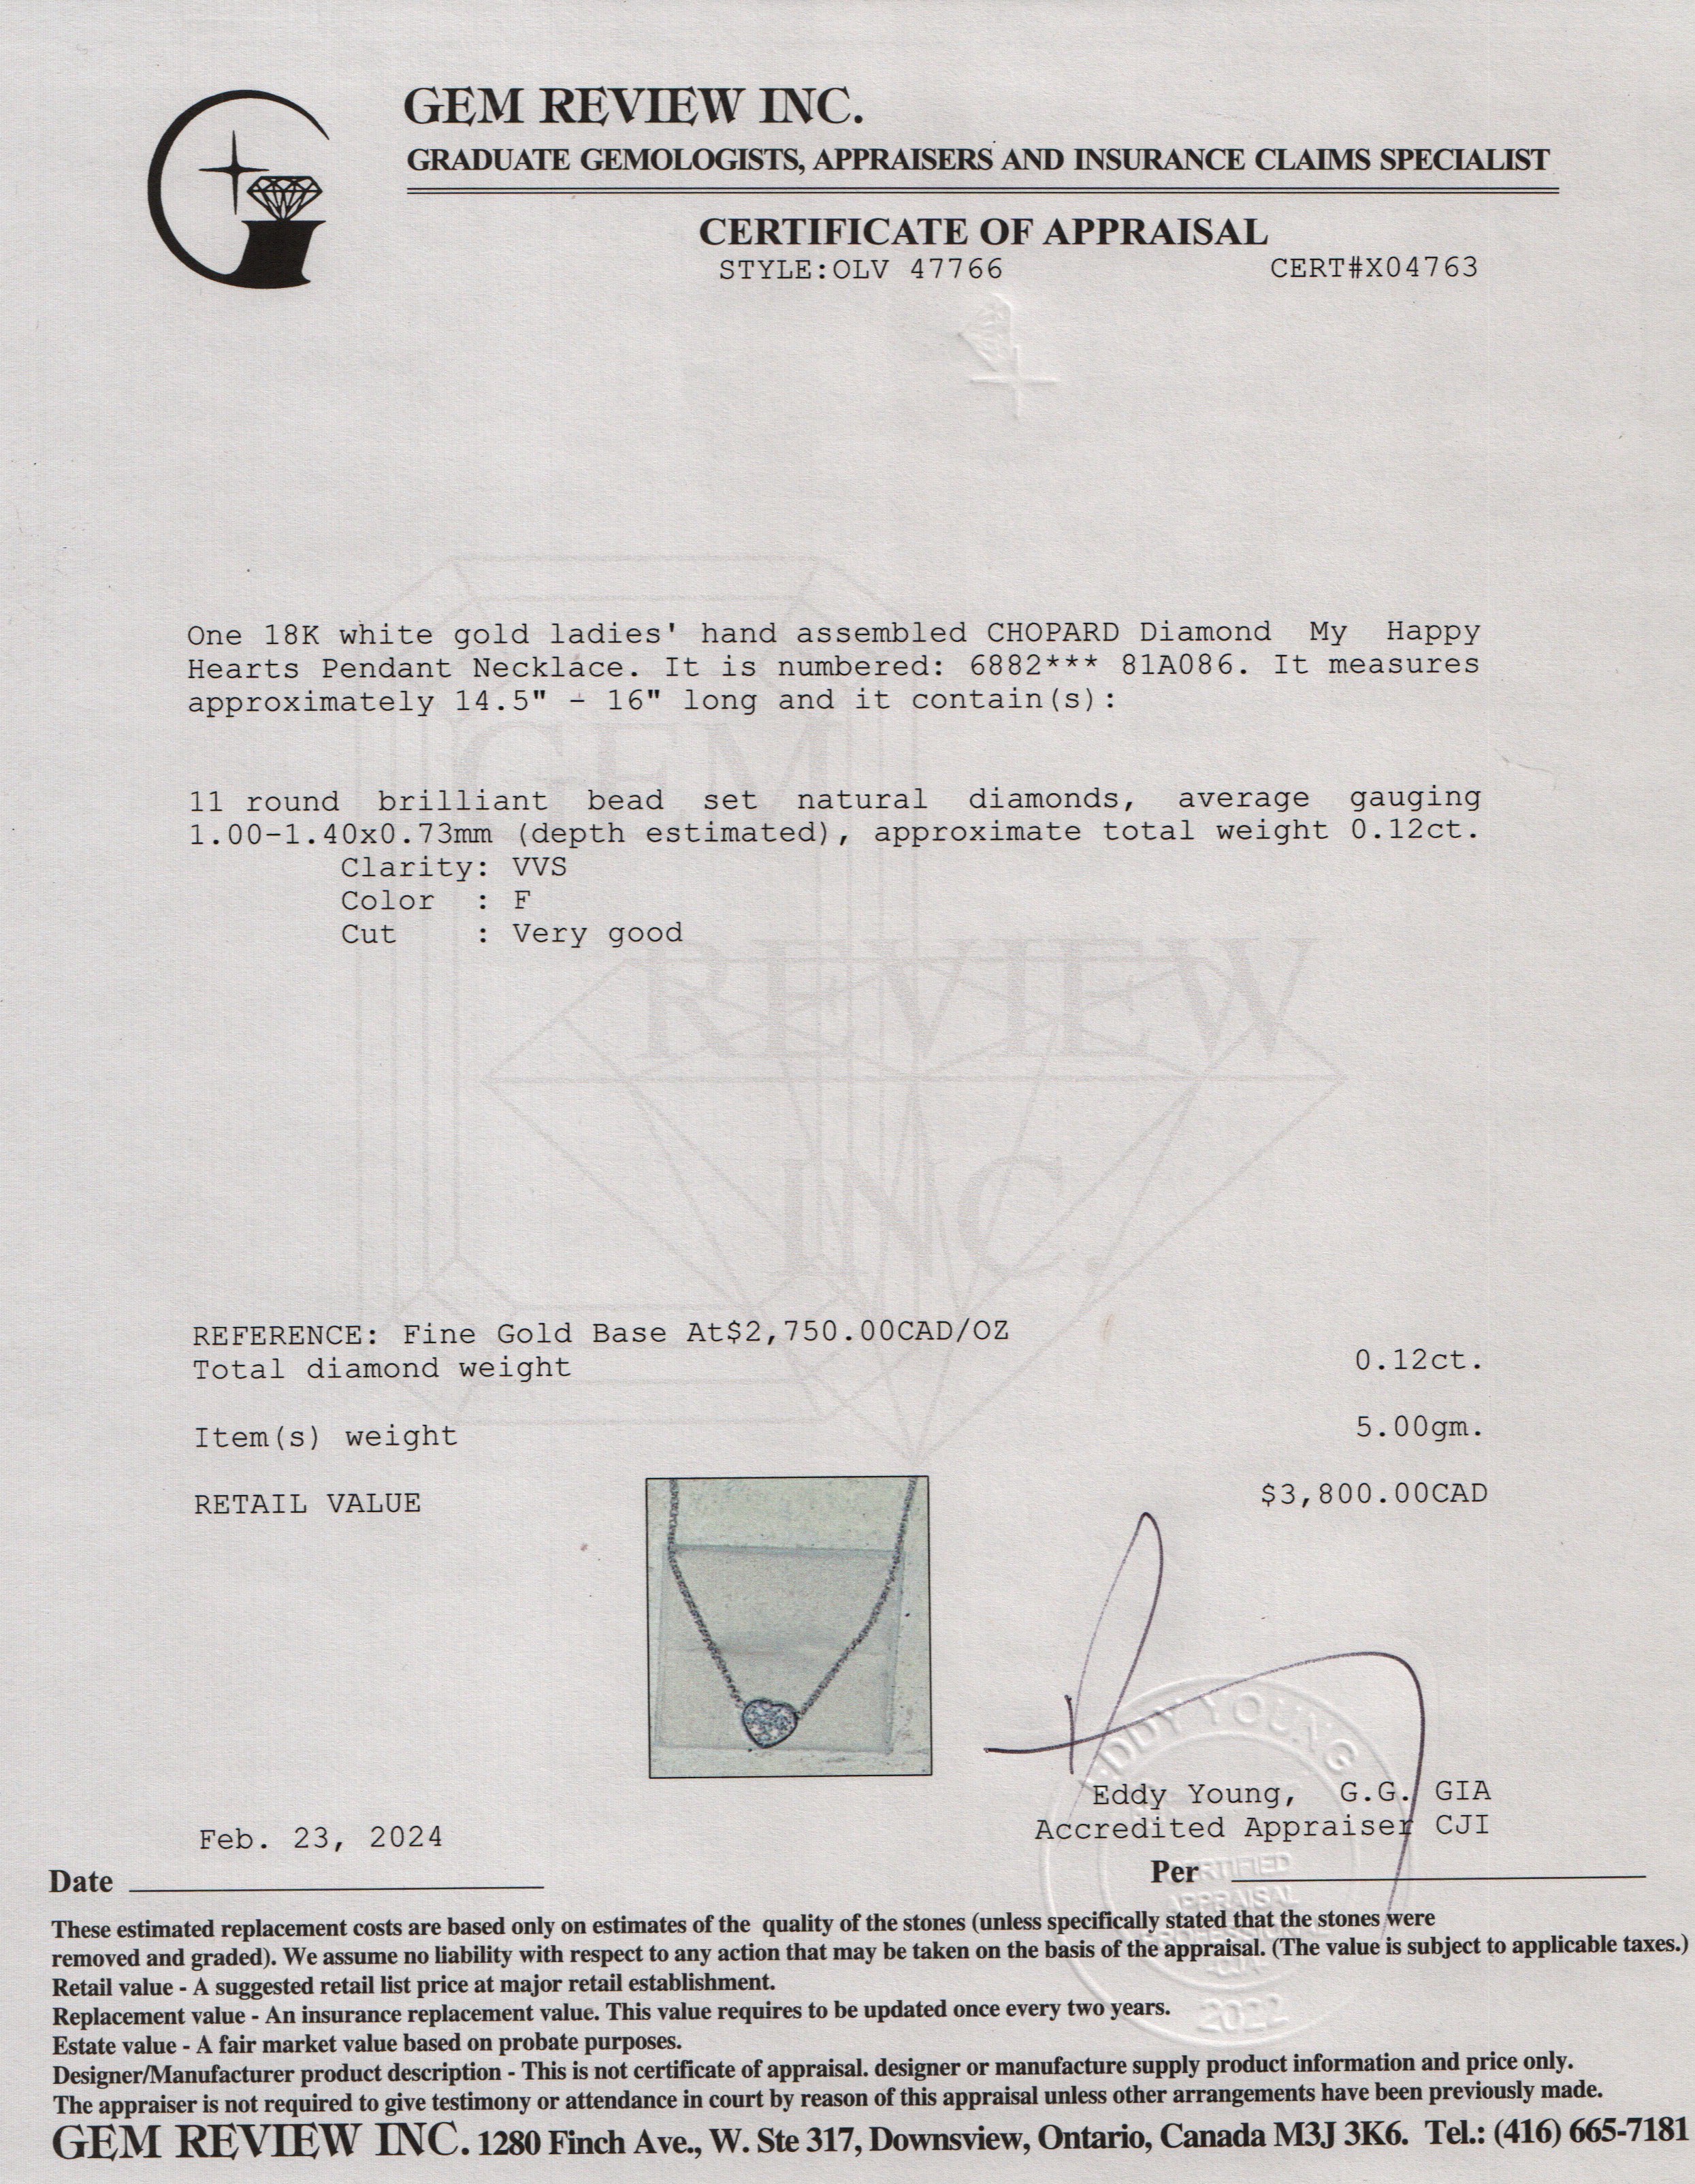 GEM REVIEW INC.
GRADUATE GEMOLOGISTS, APPRAISERS AND INSURANCE CLAIMS SPECIALIST
CERTIFICATE OF APPRAISAL
STYLE:OLV 47766 CERT#X04763
One 18K white gold ladies' hand assembled CHOPARD Diamond My Happy
Hearts Pendant Necklace. It is numbered: 6882*** 81A086. It measures
approximately 14.5" - 16" long and it contain(s):
GEM
11 round brilliant bead set natural diamonds, average gauging
1.00-1.40x0.73mm (depth estimated), approximate total weight 0.12ct.
Clarity: VVS
Color : F
Cut : Very good
REVIEW
INC.
REFERENCE: Fine Gold Base At$2,750.00CAD/OZ
Total diamond weight 0.12ct.
Item(s) weight 5.00gm.
RETAIL VALUE $3,800.00CAD
EDDY YOUNG
Eddy Young, G.G. GIA
Accredited Appraiser CJI
Feb. 23, 2024
Date
Per
CERTIFIED
APPRAISAL
PROFESSIONAL
2022
These estimated replacement costs are based only on estimates of the quality of the stones (unless specifically stated that the stones were
removed and graded). We assume no liability with respect to any action that may be taken on the basis of the appraisal. (The value is subject to applicable taxes.)
Retail value - A suggested retail list price at major retail establishment.
Replacement value - An insurance replacement value. This value requires to be updated once every two years.
Estate value - A fair market value based on probate purposes.
Designer/Manufacturer product description - This is not certificate of appraisal. designer or manufacture supply product information and price only.
The appraiser is not required to give testimony or attendance in court by reason of this appraisal unless other arrangements have been previously made.
GEM REVIEW INC. 1280 Finch Ave., W. Ste 317, Downsview, Ontario, Canada M3J 3K6. Tel.: (416) 665-7181